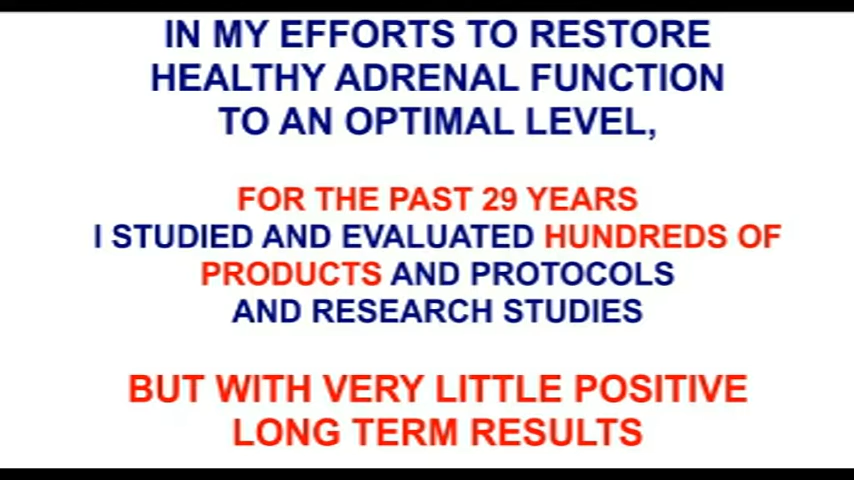 IN MY EFFORTS TO RESTORE
HEALTHY ADRENAL FUNCTION
TO AN OPTIMAL LEVEL,
FOR THE PAST 29 YEARS
I STUDIED AND EVALUATED HUNDREDS OF
PRODUCTS AND PROTOCOLS
AND RESEARCH STUDIES
BUT WITH VERY LITTLE POSITIVE
LONG TERM RESULTS